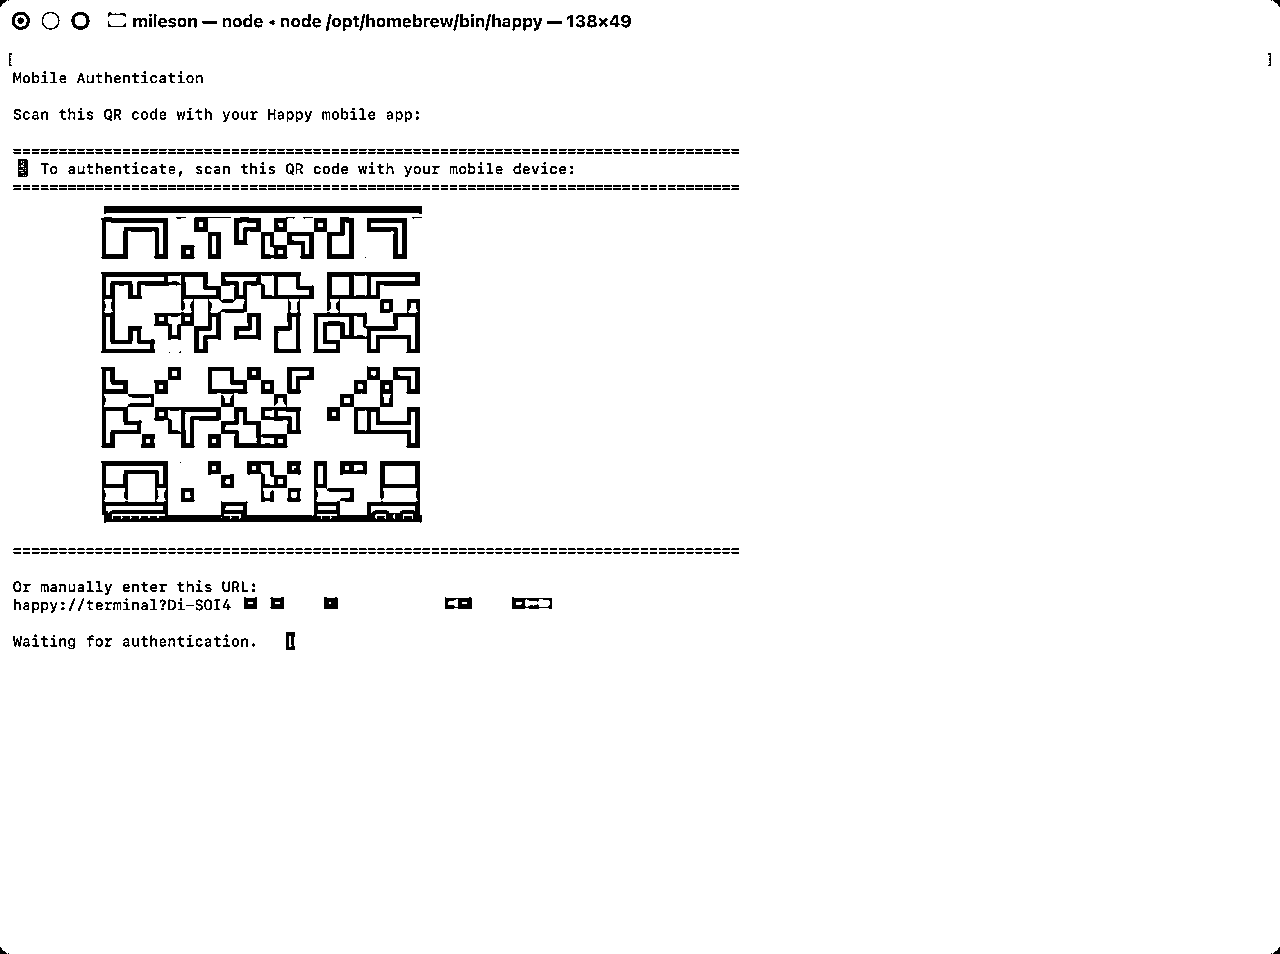 mileson — node ◂ node /opt/homebrew/bin/happy — 138×49
[ ]
Mobile Authentication
Scan this QR code with your Happy mobile app:
================================================================================
To authenticate, scan this QR code with your mobile device:
================================================================================
================================================================================
Or manually enter this URL:
happy://terminal?Di-SOI4
Waiting for authentication.